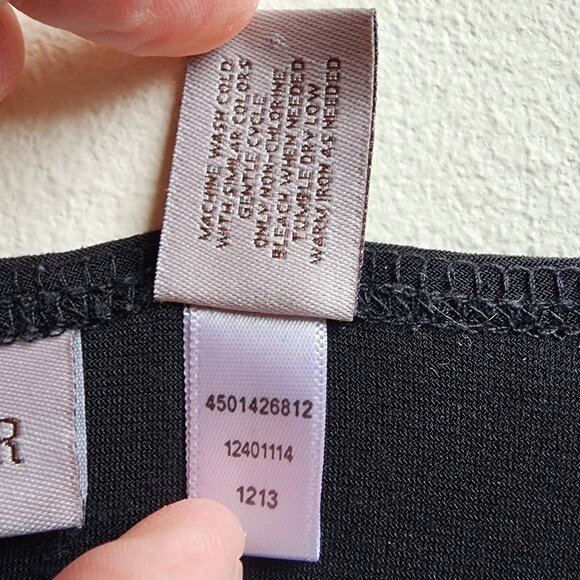 MACHINE WASH COLD
WITH SIMILAR COLORS
GENTLE CYCLE
ONLY NON-CHLORINE
BLEACH WHEN NEEDED
TUMBLE DRY LOW
WARM IRON AS NEEDED
4501426812
12401114
1213
R